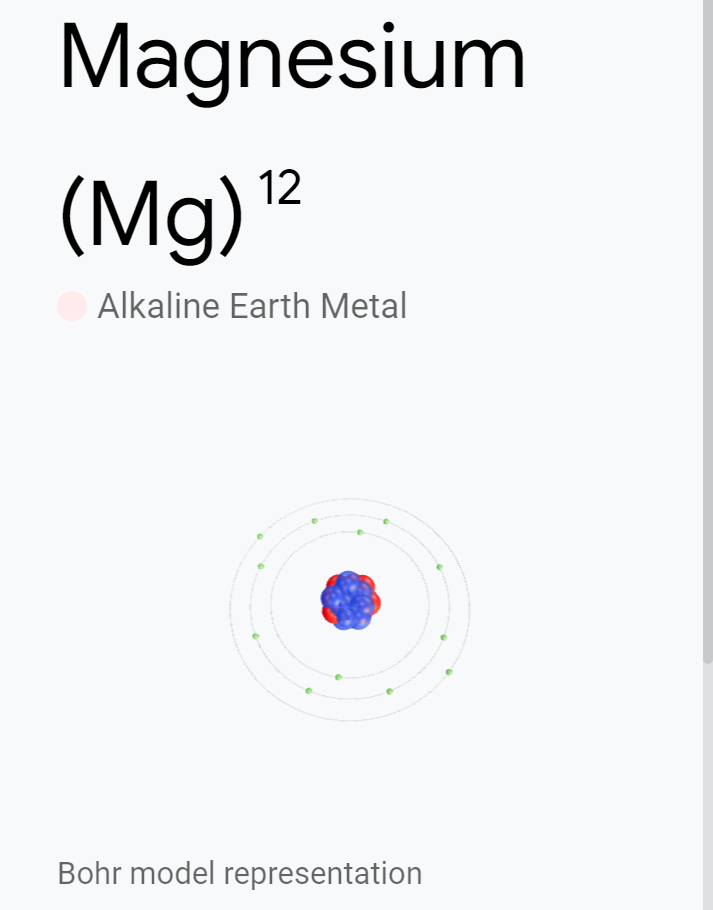 Magnesium
(Mg) 12
Alkaline Earth Metal
Bohr model representation